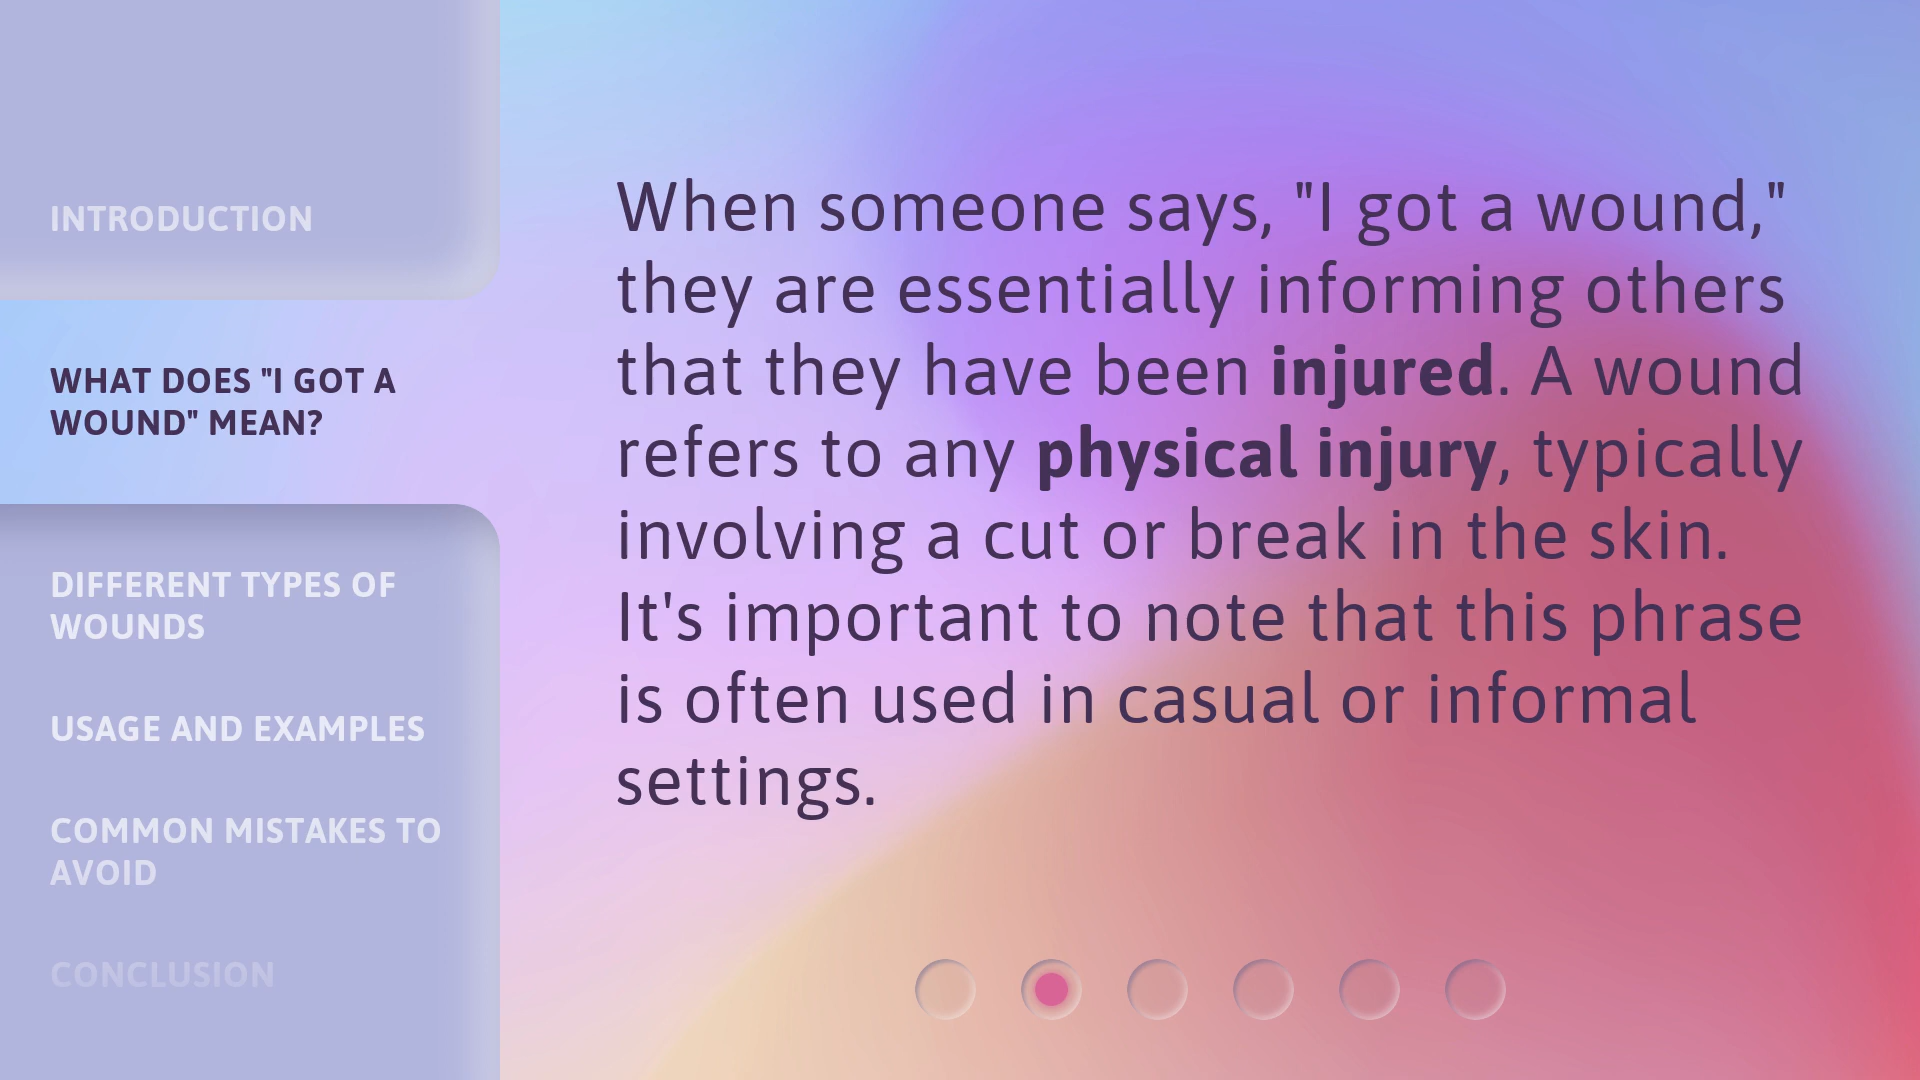 INTRODUCTION
WHAT DOES "I GOT A
WOUND" MEAN?
DIFFERENT TYPES OF
WOUNDS
USAGE AND EXAMPLES
COMMON MISTAKES TO
AVOID
CONCLUSION
When someone says, "I got a wound,"
they are essentially informing others
that they have been injured. A wound
refers to any physical injury, typically
involving a cut or break in the skin.
It's important to note that this phrase
is often used in casual or informal
settings.